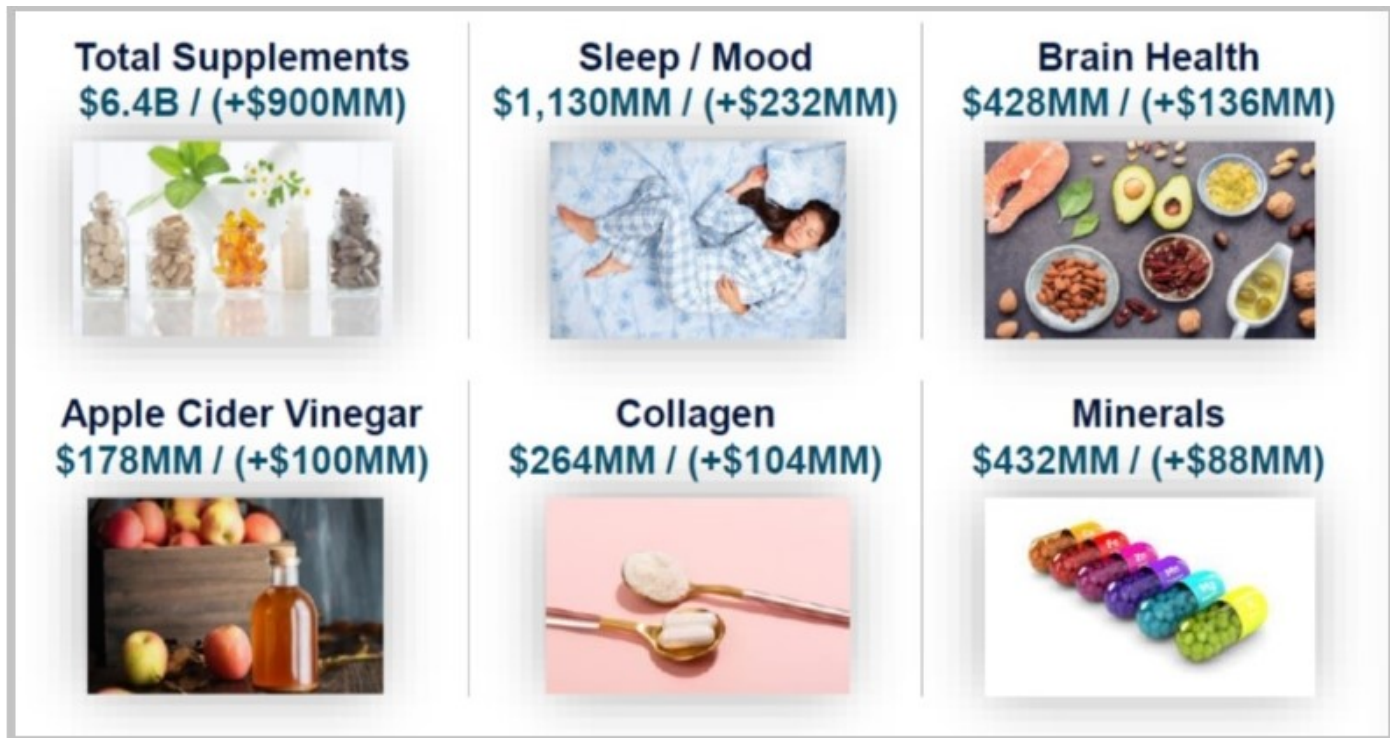 Total Supplements
$6.4B / (+$900MM)
Sleep / Mood
$1,130MM / (+$232MM)
Brain Health
$428MM / (+$136MM)
Apple Cider Vinegar
$178MM / (+$100MM)
Collagen
$264MM / (+$104MM)
Minerals
$432MM / (+$88MM)